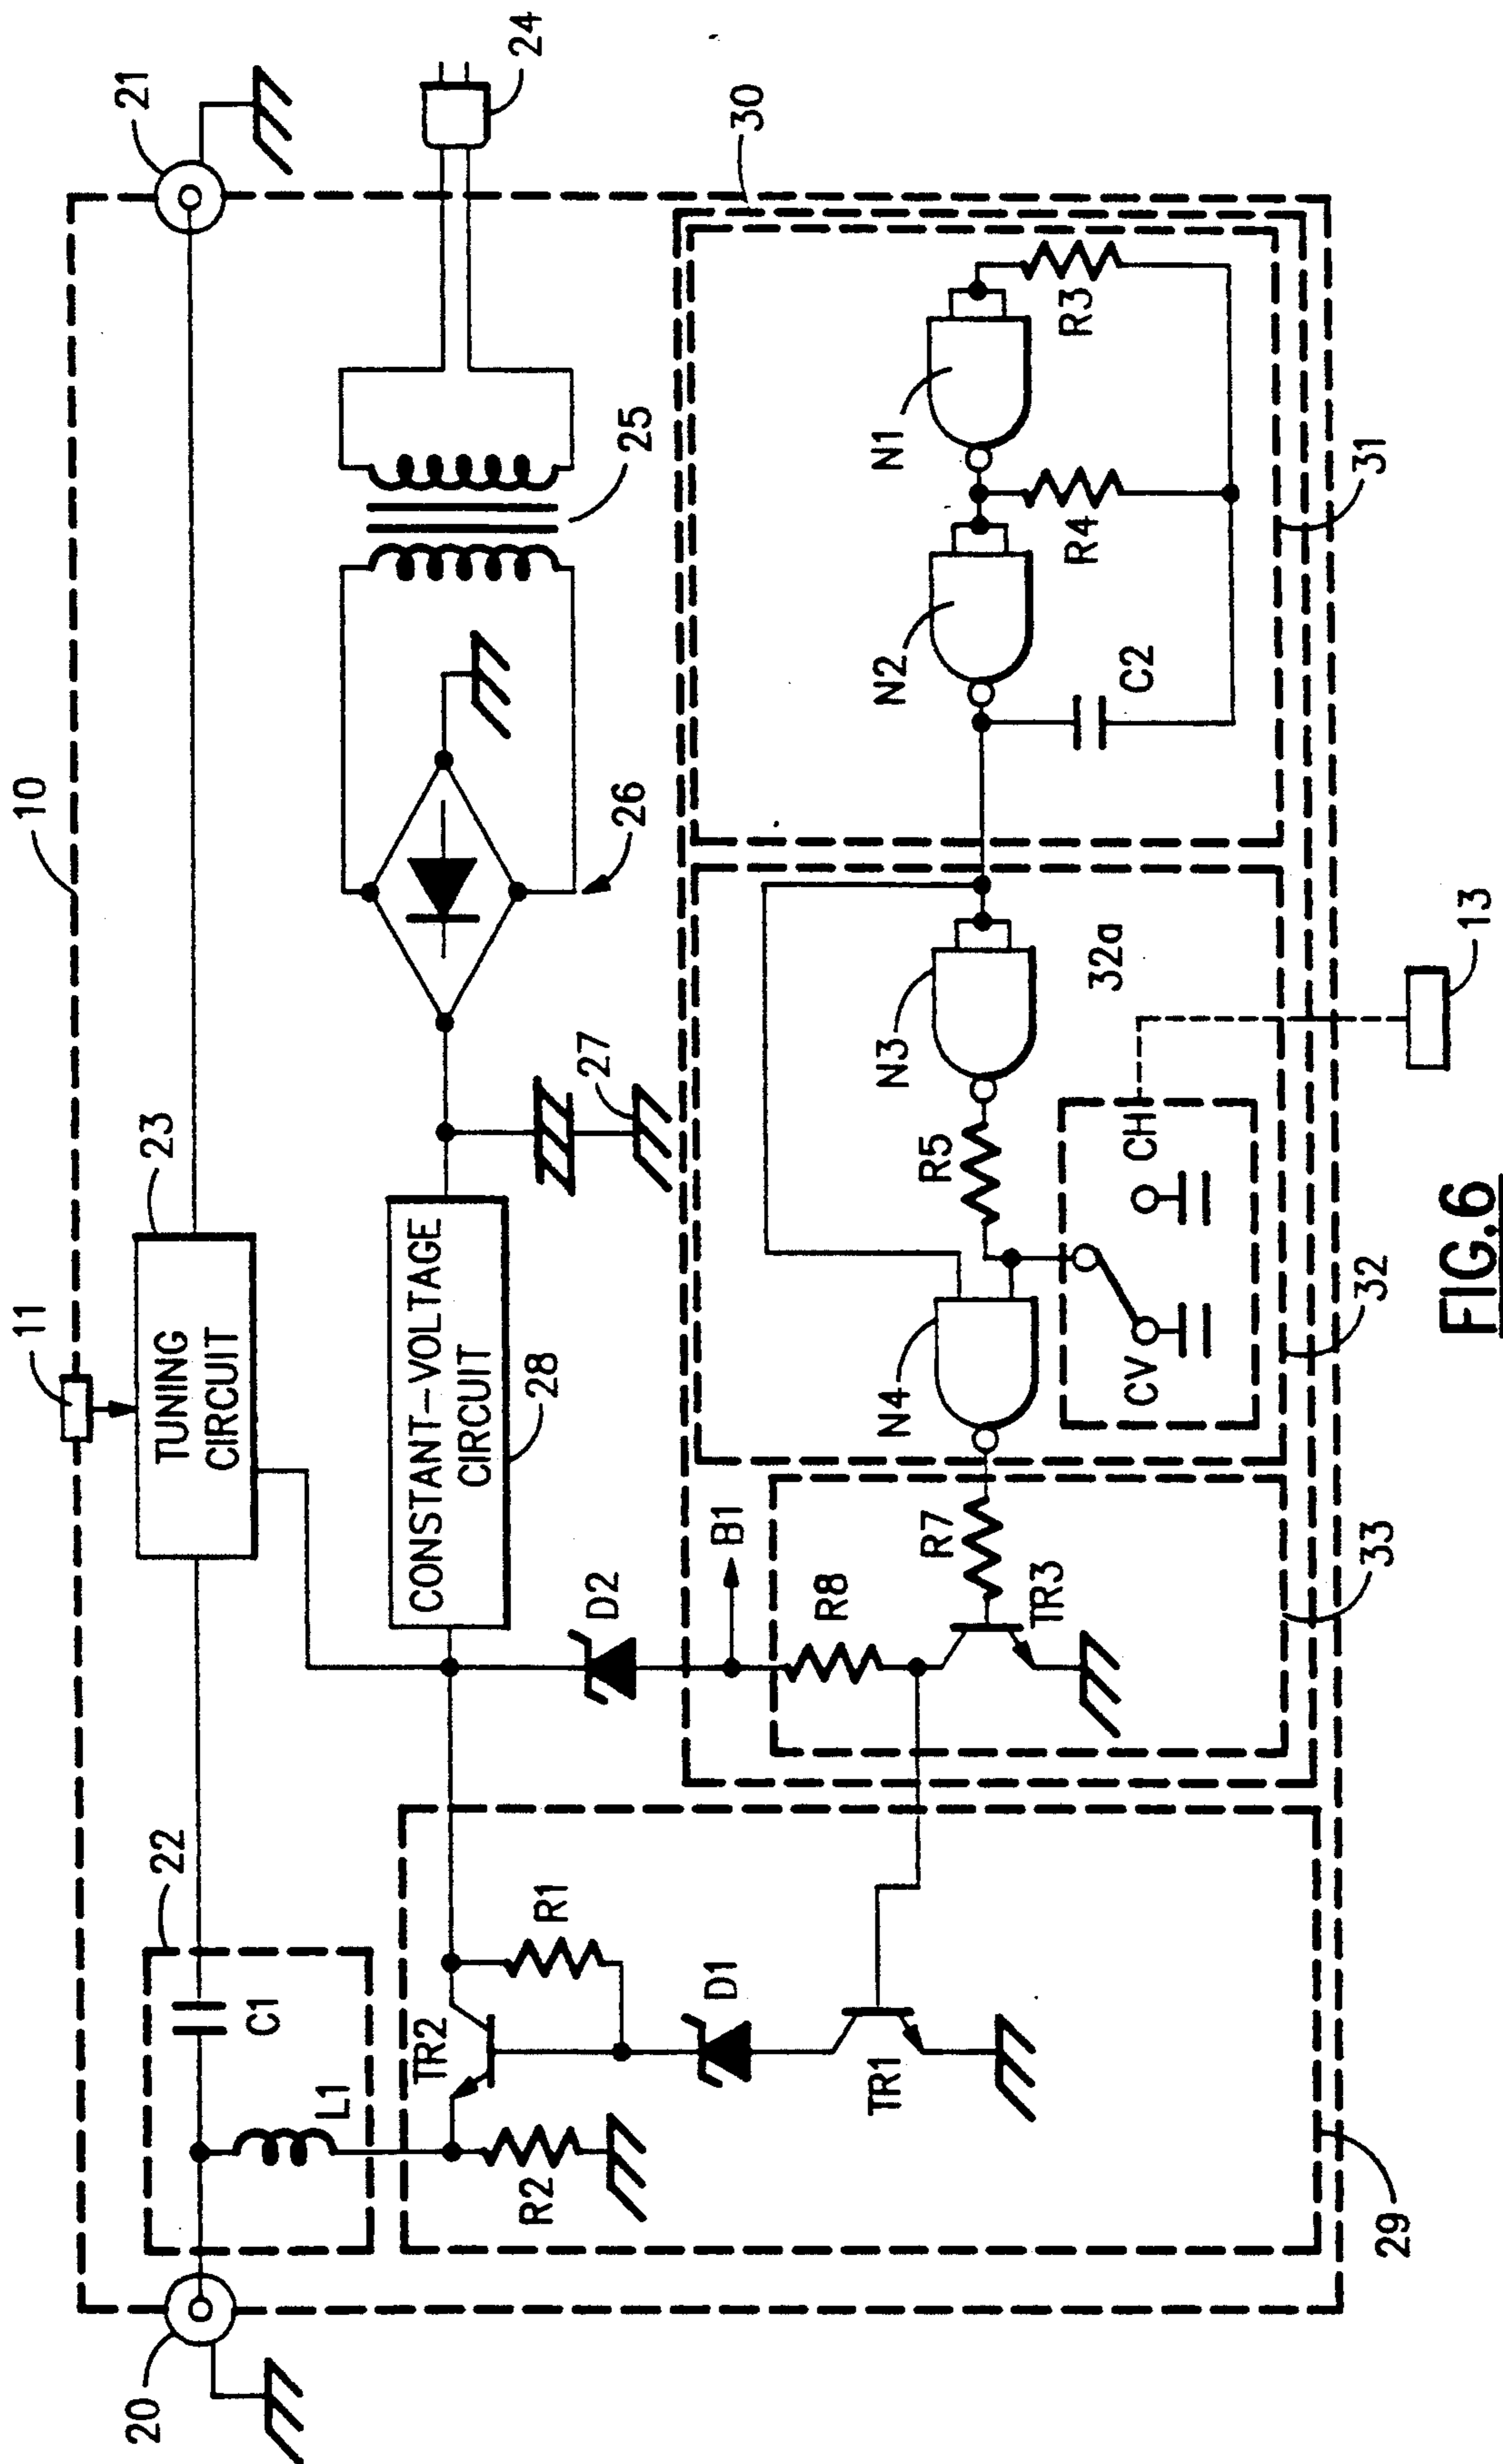 10
11
20
22
C1
L1
TUNING
CIRCUIT
23
21
TR2
R1
R2
CONSTANT-VOLTAGE
CIRCUIT
28
27
26
25
24
D1
TR1
D2
B1
30
R8
R7
TR3
N4
R5
N3
32a
N2
C2
N1
R4
R3
CV
CH
29
33
32
13
31
FIG.6